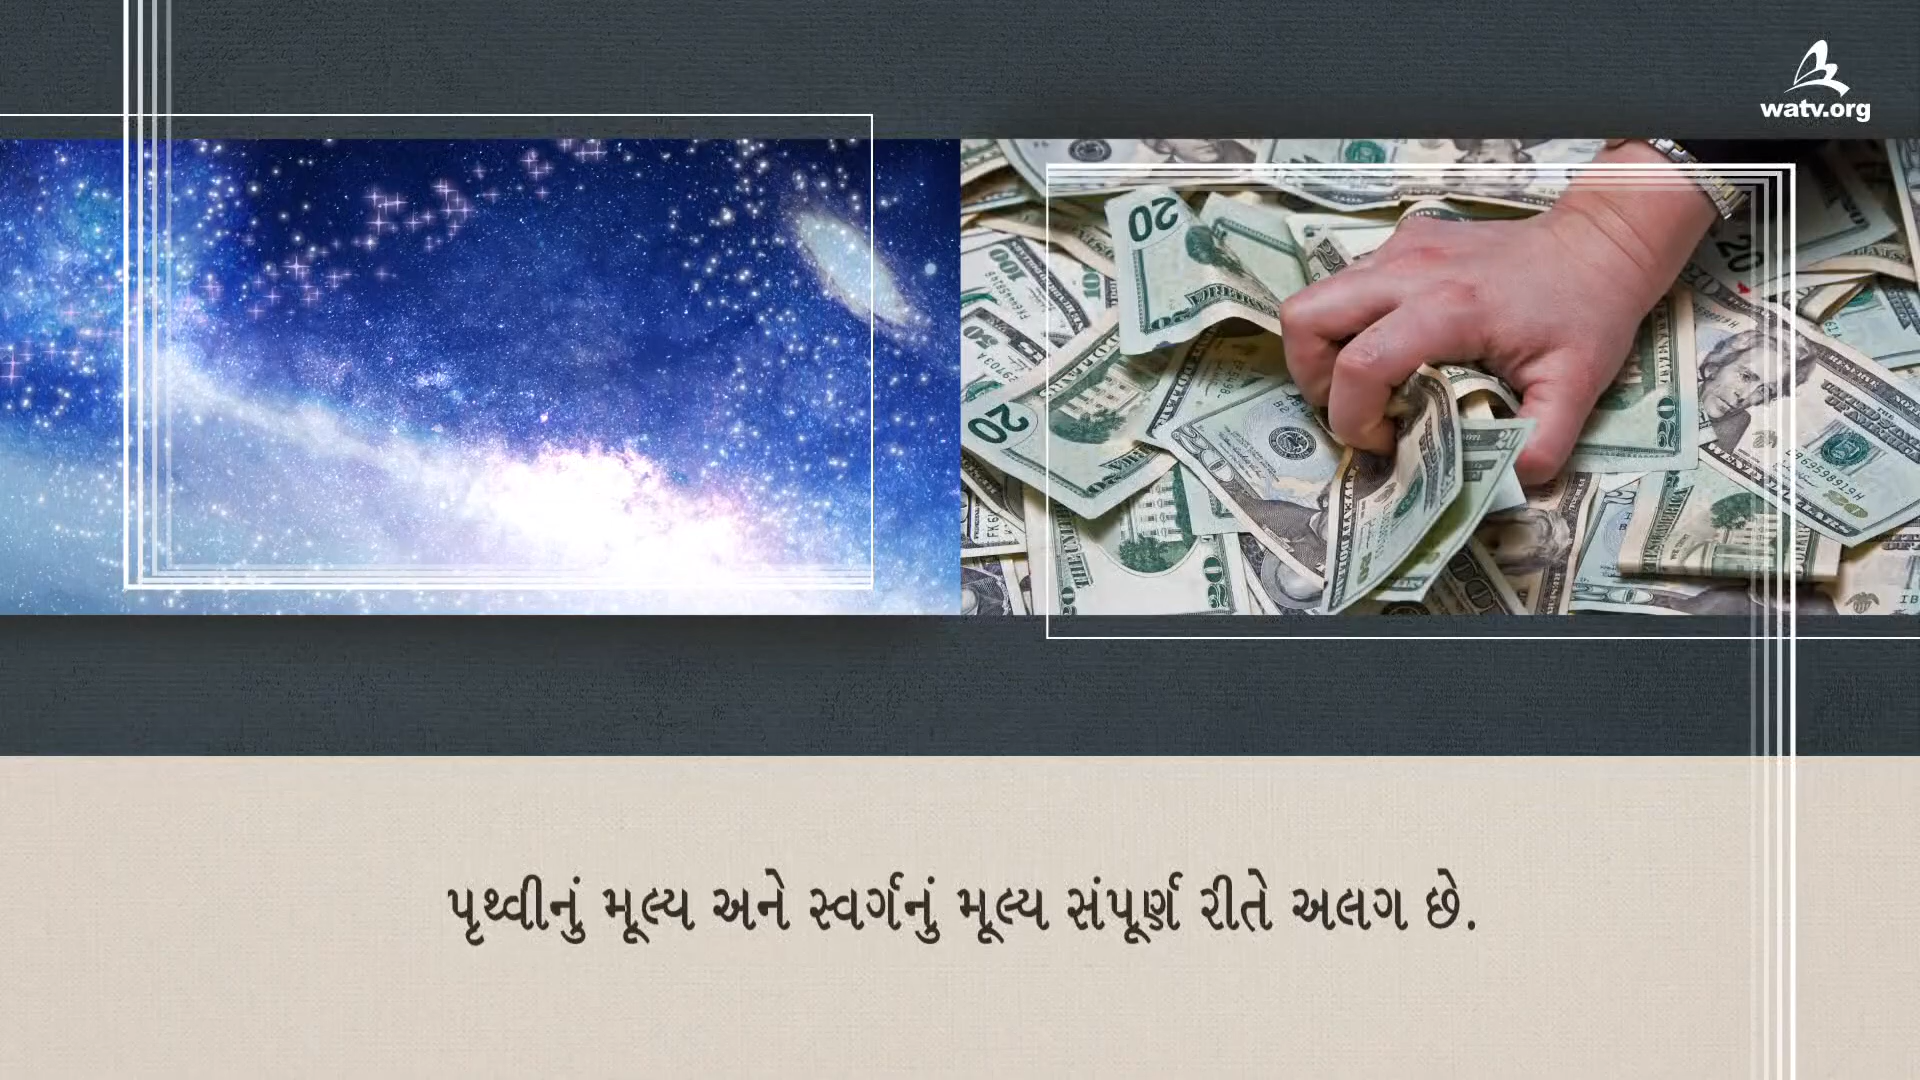 watv.org
પૃથ્વીનું મૂલ્ય અને સ્વર્ગનું મૂલ્ય સંપૂર્ણ રીતે અલગ છે.